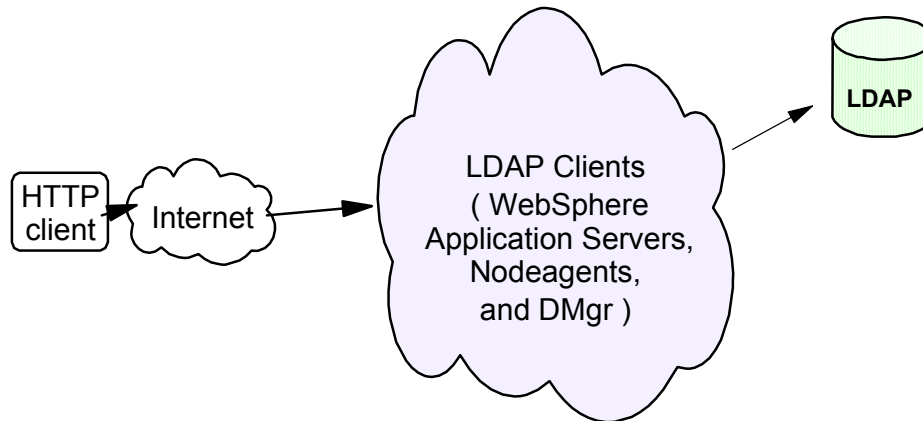 HTTP
client
Internet
LDAP Clients
( WebSphere
Application Servers,
Nodeagents,
and DMgr )
LDAP